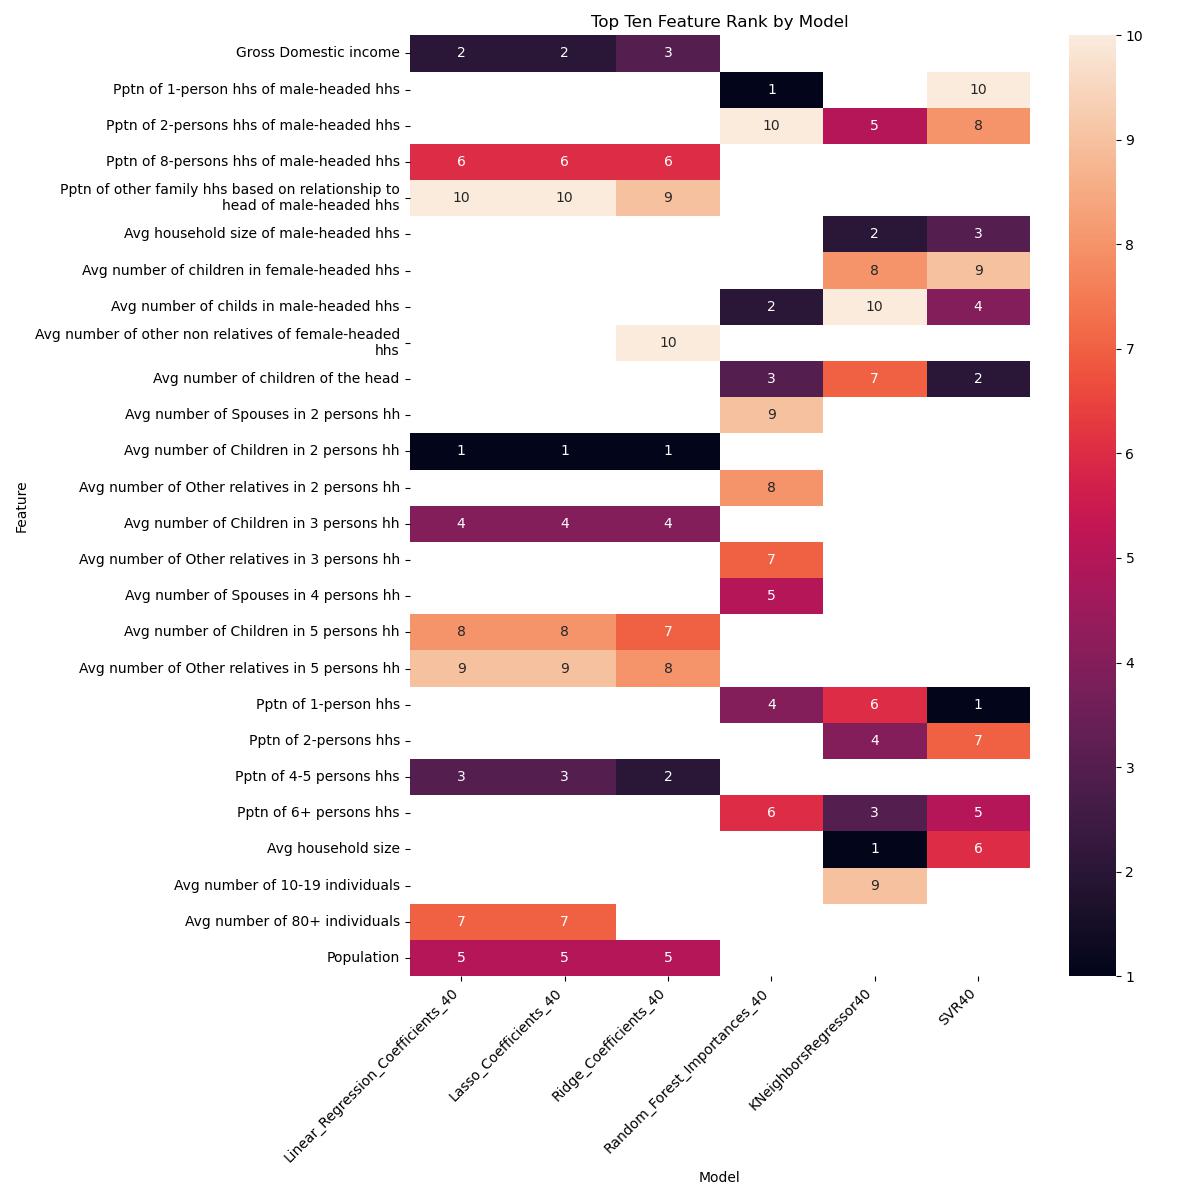 Top Ten Feature Rank by Model
Gross Domestic income 2 2 3
Pptn of 1-person hhs of male-headed hhs 1 10
Pptn of 2-persons hhs of male-headed hhs 10 5 8
Pptn of 8-persons hhs of male-headed hhs 6 6 6
Pptn of other family hhs based on relationship to
head of male-headed hhs 10 10 9
Avg household size of male-headed hhs 2 3
Avg number of children in female-headed hhs 8 9
Avg number of childs in male-headed hhs 2 10 4
Avg number of other non relatives of female-headed
hhs 10
Avg number of children of the head 3 7 2
Avg number of Spouses in 2 persons hh 9
Avg number of Children in 2 persons hh 1 1 1
Avg number of Other relatives in 2 persons hh 8
Avg number of Children in 3 persons hh 4 4 4
Avg number of Other relatives in 3 persons hh 7
Avg number of Spouses in 4 persons hh 5
Avg number of Children in 5 persons hh 8 8 7
Avg number of Other relatives in 5 persons hh 9 9 8
Pptn of 1-person hhs 4 6 1
Pptn of 2-persons hhs 4 7
Pptn of 4-5 persons hhs 3 3 2
Pptn of 6+ persons hhs 6 3 5
Avg household size 1 6
Avg number of 10-19 individuals 9
Avg number of 80+ individuals 7 7
Population 5 5 5
Feature
Linear_Regression_Coefficients_40
Lasso_Coefficients_40
Ridge_Coefficients_40
Random_Forest_Importances_40
KNeighborsRegressor40
SVR40
Model
10
9
8
7
6
5
4
3
2
1